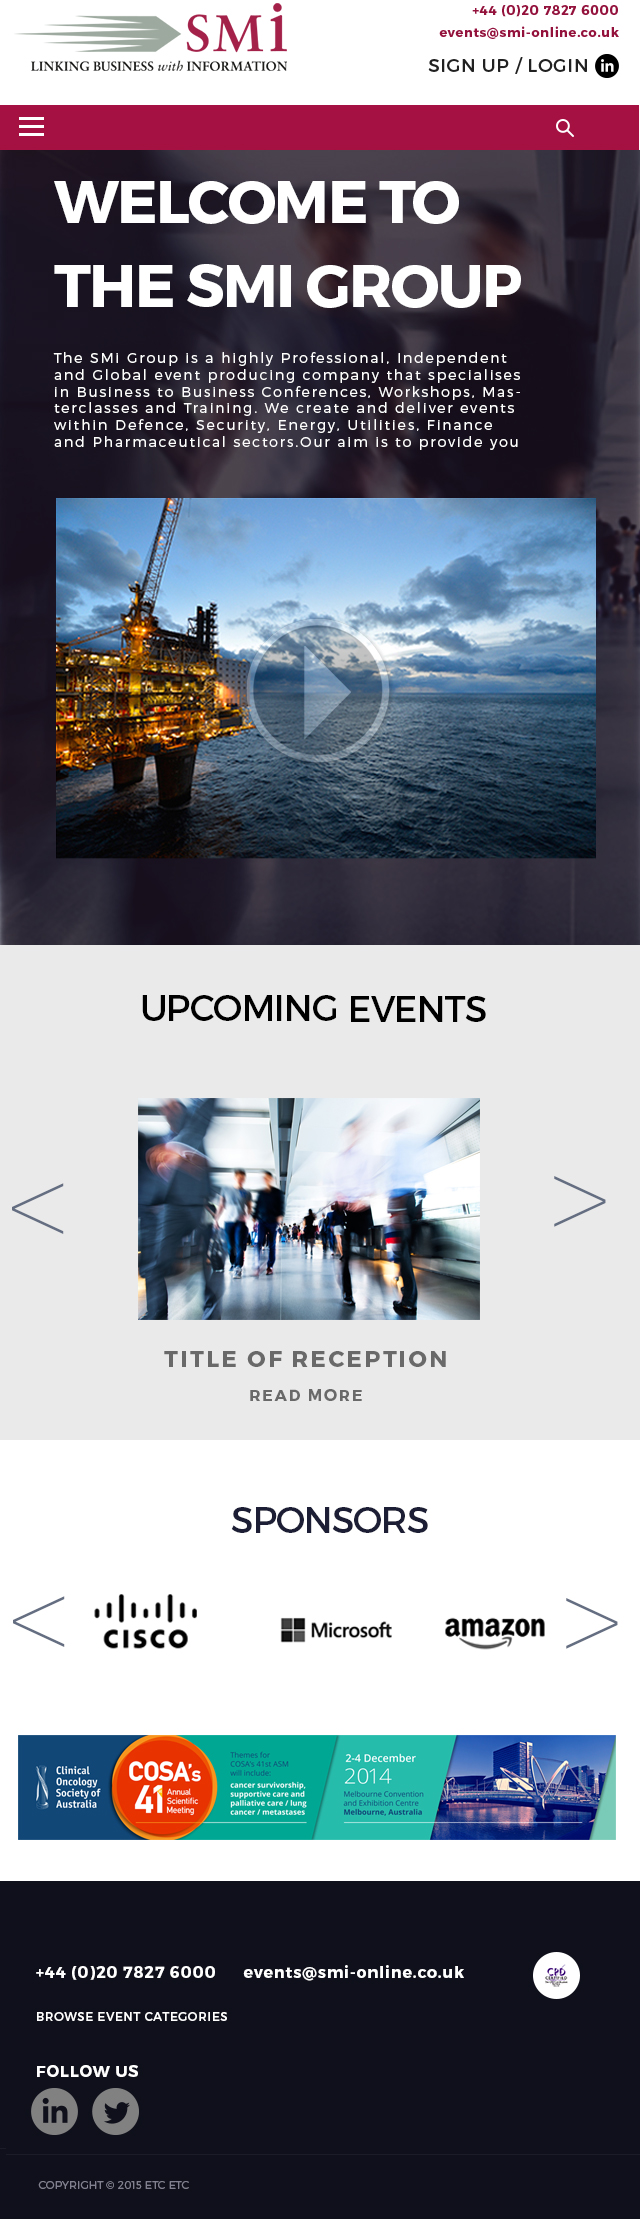 SMi
LINKING BUSINESS with INFORMATION
+44 (0)20 7827 6000
events@smi-online.co.uk
SIGN UP / LOGIN in
WELCOME TO
THE SMI GROUP
The SMi Group is a highly Professional, Independent
and Global event producing company that specialises
in Business to Business Conferences, Workshops, Mas-
terclasses and Training. We create and deliver events
within Defence, Security, Energy, Utilities, Finance
and Pharmaceutical sectors.Our aim is to provide you
UPCOMING EVENTS
TITLE OF RECEPTION
READ MORE
SPONSORS
CISCO
Microsoft
amazon
Clinical
Oncology
Society of
Australia
COSA's
41 Annual
Scientific
Meeting
Themes for
COSA's 41st ASM
will include:
cancer survivorship,
supportive care and
palliative care / lung
cancer / metastases
2-4 December
2014
Melbourne Convention
and Exhibition Centre
Melbourne, Australia
+44 (0)20 7827 6000 events@smi-online.co.uk
CPD
BROWSE EVENT CATEGORIES
FOLLOW US
in
COPYRIGHT © 2015 ETC ETC